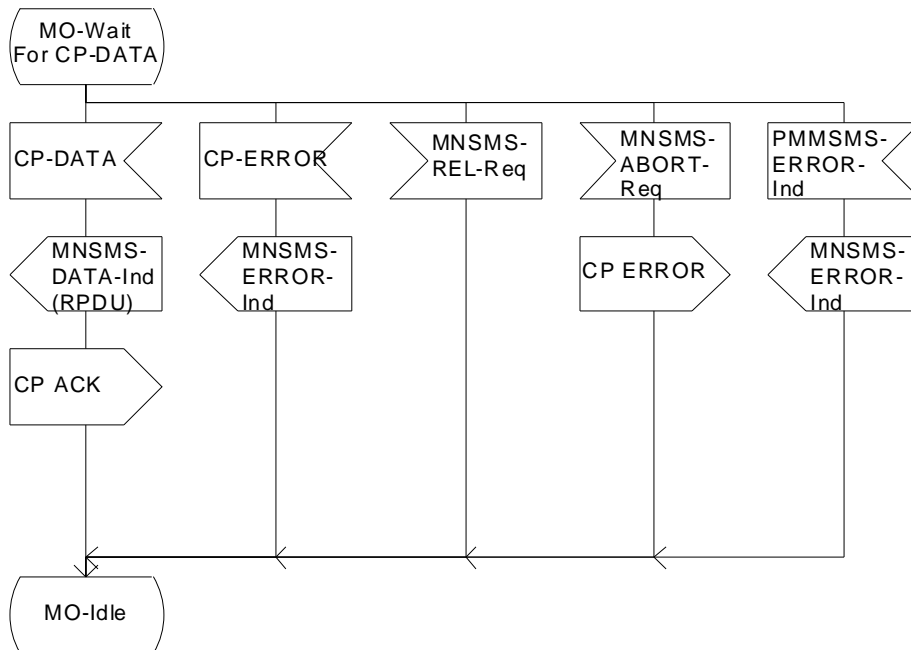 MO-Wait
For CP-DATA
CP-DATA
CP-ERROR
MNSMS-
REL-Req
MNSMS-
ABORT-
Req
PMMSMS-
ERROR-
Ind
MNSMS-
DATA-Ind
(RPDU)
MNSMS-
ERROR-
Ind
CP ERROR
MNSMS-
ERROR-
Ind
CP ACK
MO-Idle